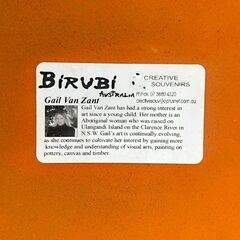 BIRUBI
AUSTRALIA
CREATIVE
SOUVENIRS
Gail Van Zant
Gail Van Zant has had a strong interest in
art since a young child. Her mother is an
Aboriginal woman who was raised on
Ulangundi Island on the Clarence River in
N.S.W. Gail's art is continually evolving,
as she continues to cultivate her interest by gaining more
knowledge and understanding of visual arts, painting on
pottery, canvas and timber.